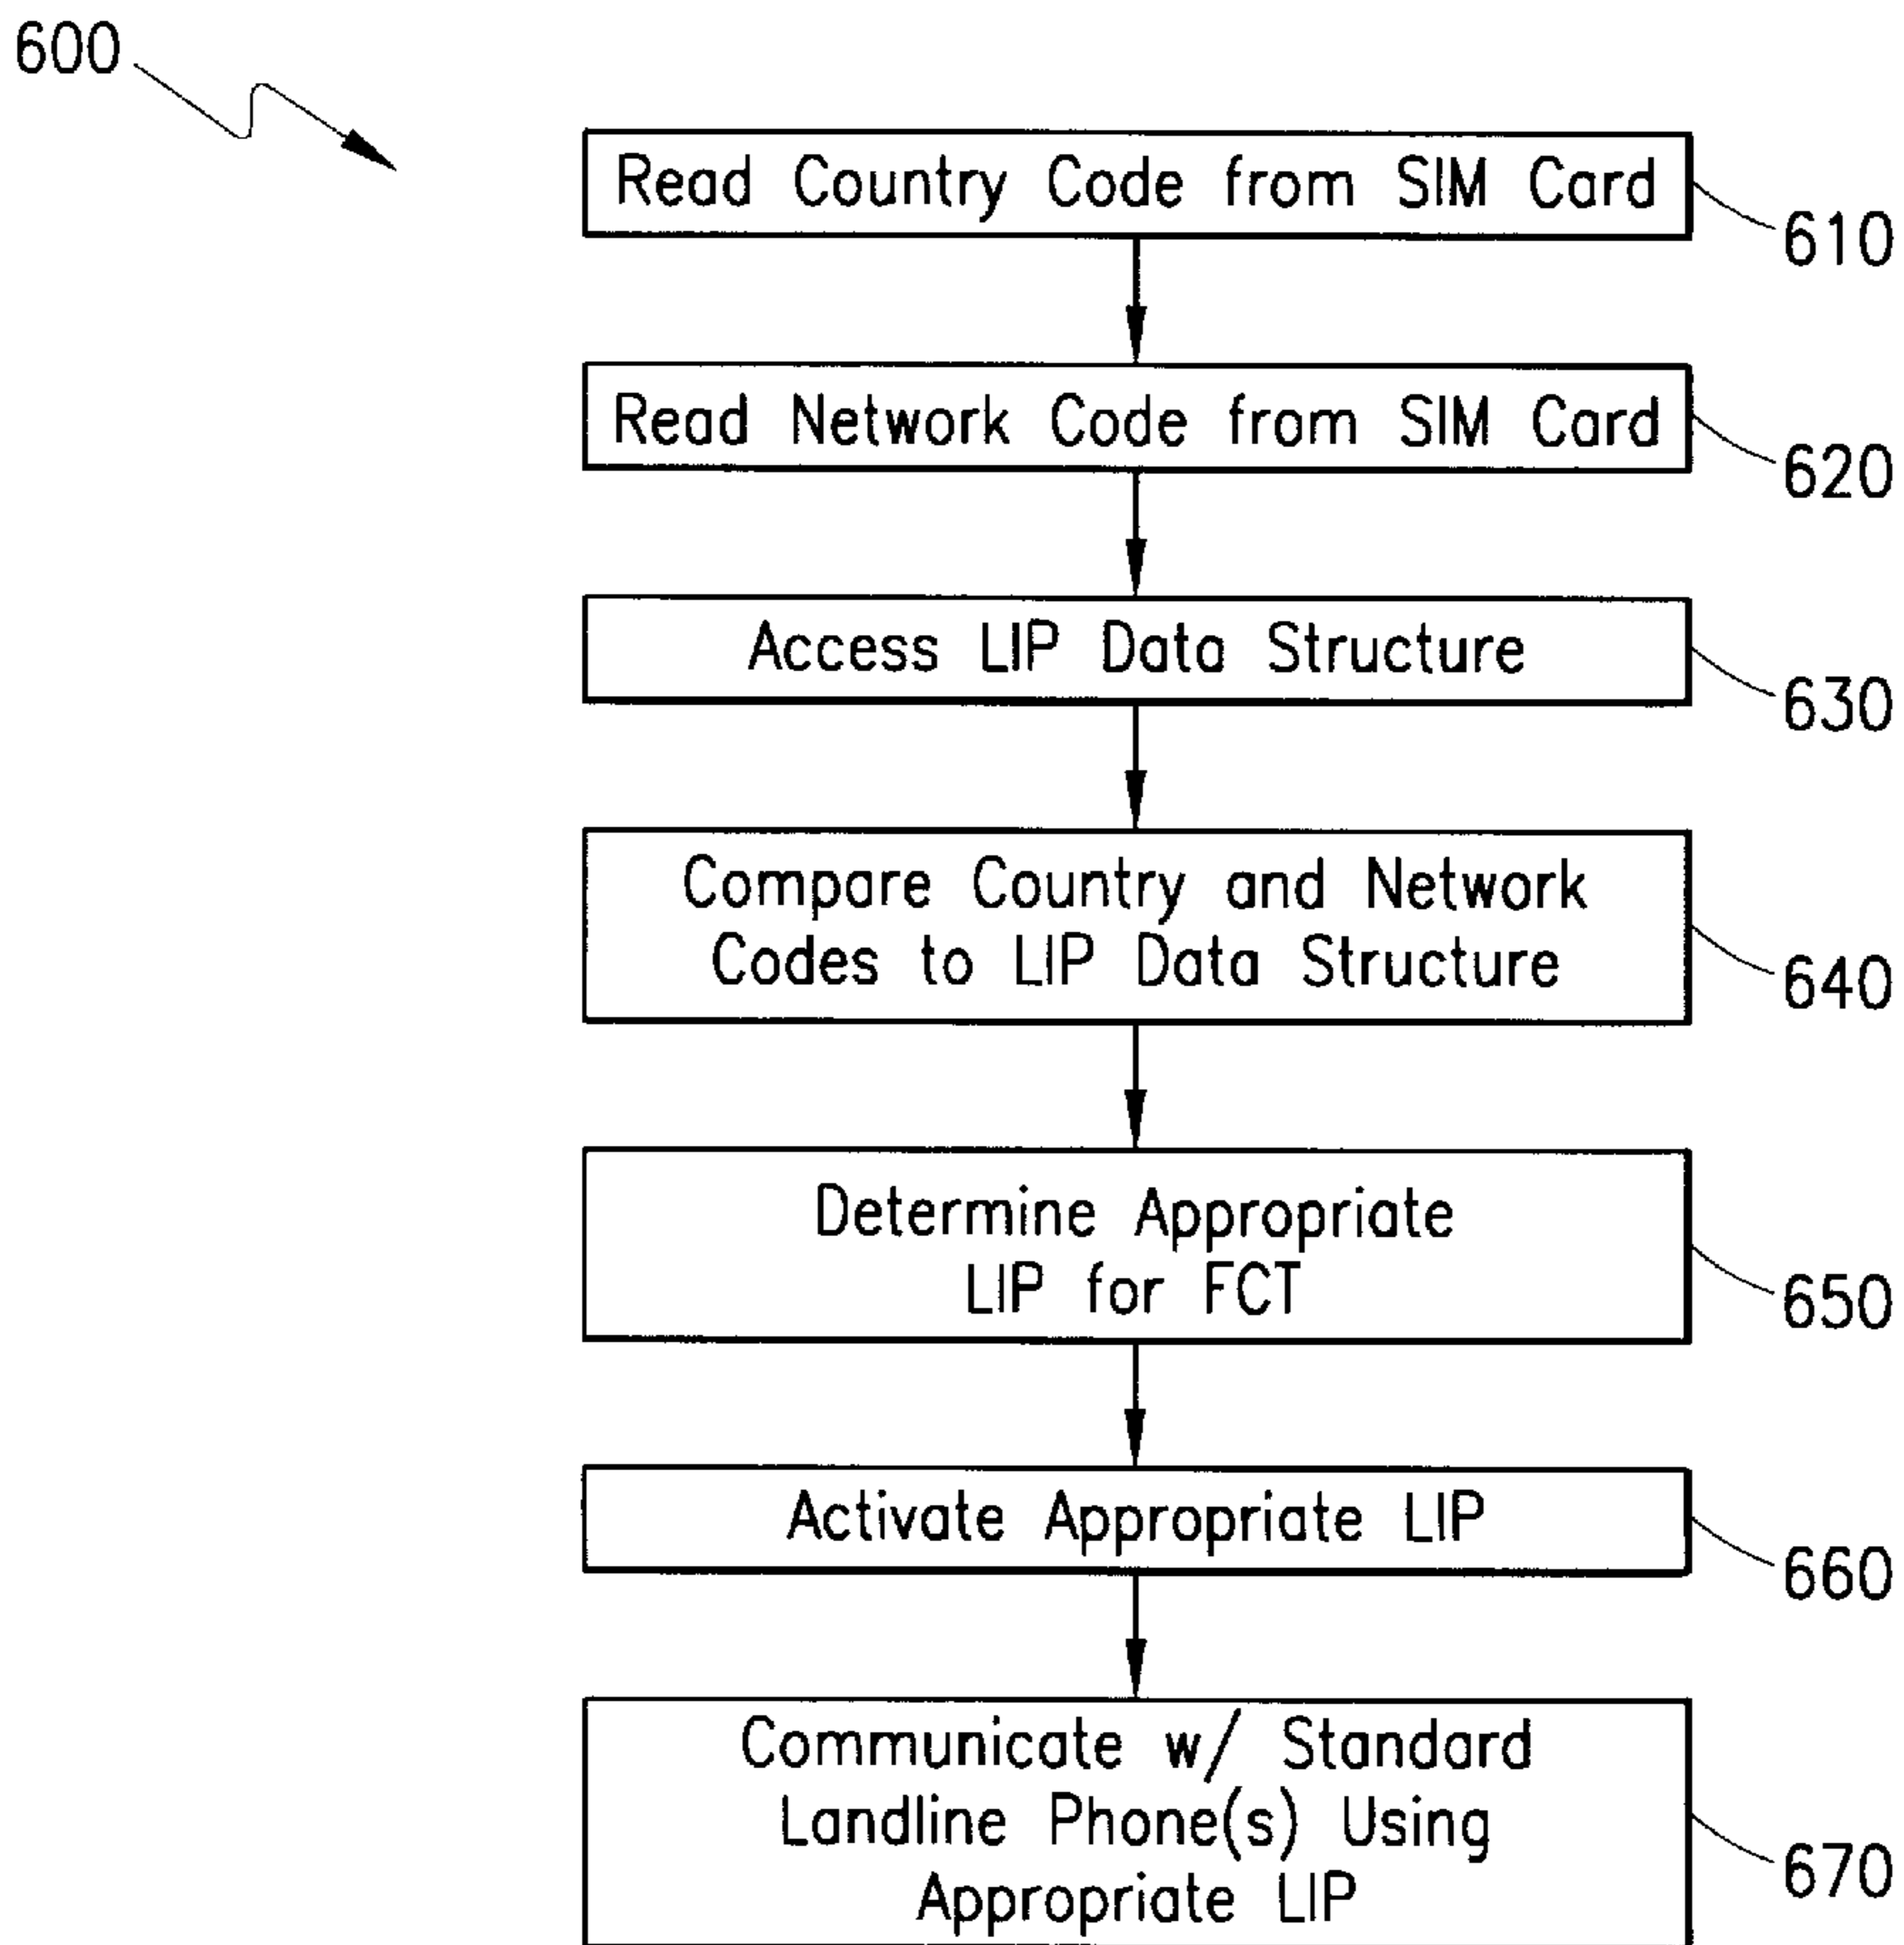 600
Read Country Code from SIM Card
610
Read Network Code from SIM Card
620
Access LIP Data Structure
630
Compare Country and Network
Codes to LIP Data Structure
640
Determine Appropriate
LIP for FCT
650
Activate Appropriate LIP
660
Communicate w/ Standard
Landline Phone(s) Using
Appropriate LIP
670